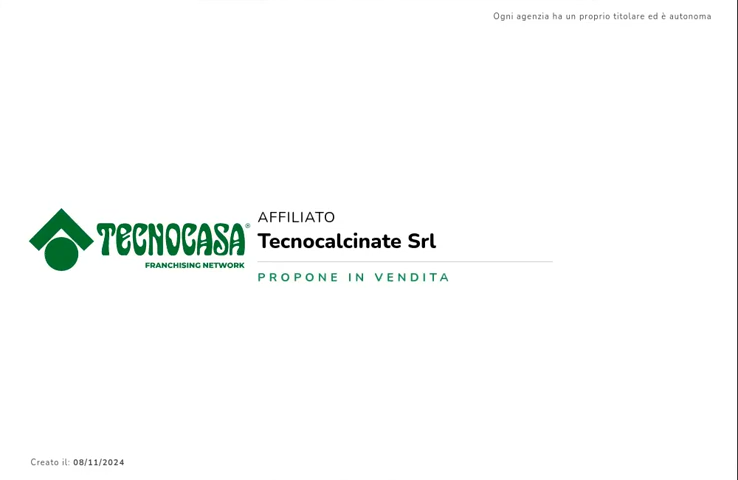 Ogni agenzia ha un proprio titolare ed è autonoma
TECNOCASA®
FRANCHISING NETWORK
AFFILIATO
Tecnocalcinate Srl
PROPONE IN VENDITA
Creato il: 08/11/2024